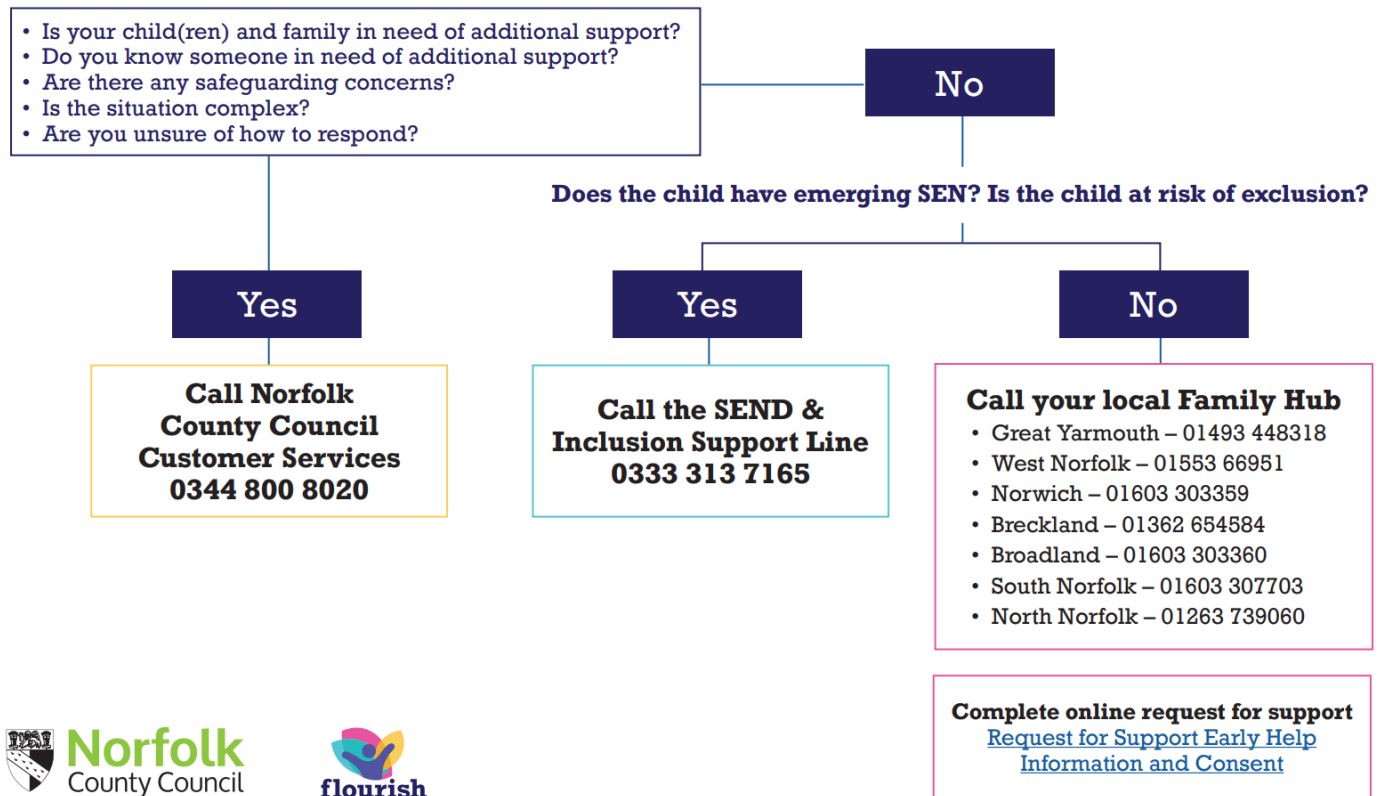 • Is your child(ren) and family in need of additional support?
• Do you know someone in need of additional support?
• Are there any safeguarding concerns?
• Is the situation complex?
• Are you unsure of how to respond?
No
Does the child have emerging SEN? Is the child at risk of exclusion?
Yes
Yes
No
Call Norfolk
County Council
Customer Services
0344 800 8020
Call the SEND &
Inclusion Support Line
0333 313 7165
Call your local Family Hub
• Great Yarmouth – 01493 448318
• West Norfolk – 01553 66951
• Norwich – 01603 303359
• Breckland – 01362 654584
• Broadland – 01603 303360
• South Norfolk – 01603 307703
• North Norfolk – 01263 739060
Complete online request for support
Request for Support Early Help
Information and Consent
Norfolk
County Council
flourish